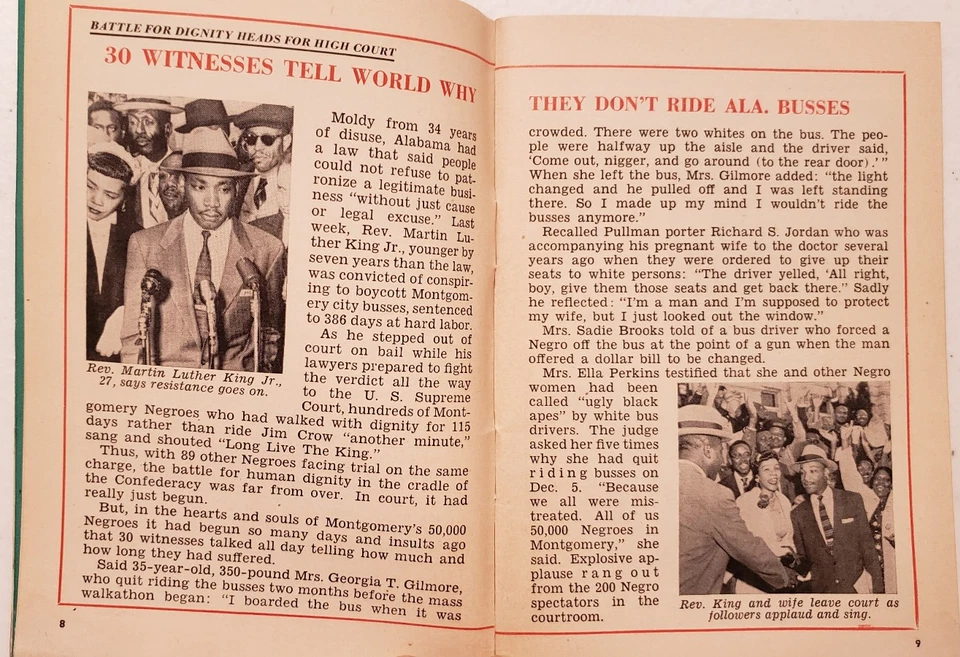 BATTLE FOR DIGNITY HEADS FOR HIGH COURT
30 WITNESSES TELL WORLD WHY
Moldy from 34 years
of disuse, Alabama had
a law that said people
could not refuse to pat-
ronize a legitimate busi-
ness “without just cause
or legal excuse.” Last
week, Rev. Martin Lu-
ther King Jr., younger by
seven years than the law,
was convicted of conspir-
ing to boycott Montgom-
ery city busses, sentenced
to 386 days at hard labor.
As he stepped out of
court on bail while his
lawyers prepared to fight
the verdict all the way
to the U. S. Supreme
Court, hundreds of Mont-
Rev. Martin Luther King Jr.,
27, says resistance goes on.
gomery Negroes who had walked with dignity for 115
days rather than ride Jim Crow “another minute,”
sang and shouted “Long Live The King.”
Thus, with 89 other Negroes facing trial on the same
charge, the battle for human dignity in the cradle of
the Confederacy was far from over. In court, it had
really just begun.
But, in the hearts and souls of Montgomery’s 50,000
Negroes it had begun so many days and insults ago
that 30 witnesses talked all day telling how much and
how long they had suffered.
Said 35-year-old, 350-pound Mrs. Georgia T. Gilmore,
who quit riding the busses two months before the mass
walkathon began: “I boarded the bus when it was
8
THEY DON’T RIDE ALA. BUSSES
crowded. There were two whites on the bus. The peo-
ple were halfway up the aisle and the driver said,
‘Come out, nigger, and go around (to the rear door).’ ”
When she left the bus, Mrs. Gilmore added: “the light
changed and he pulled off and I was left standing
there. So I made up my mind I wouldn’t ride the
busses anymore.”
Recalled Pullman porter Richard S. Jordan who was
accompanying his pregnant wife to the doctor several
years ago when they were ordered to give up their
seats to white persons: “The driver yelled, ‘All right,
boy, give them those seats and get back there.” Sadly
he reflected: “I’m a man and I’m supposed to protect
my wife, but I just looked out the window.”
Mrs. Sadie Brooks told of a bus driver who forced a
Negro off the bus at the point of a gun when the man
offered a dollar bill to be changed.
Mrs. Ella Perkins testified that she and other Negro
women had been
called “ugly black
apes” by white bus
drivers. The judge
asked her five times
why she had quit
riding busses on
Dec. 5. “Because
we all were mis-
treated. All of us
50,000 Negroes in
Montgomery,” she
said. Explosive ap-
plause rang out
from the 200 Negro
spectators in the
courtroom.
Rev. King and wife leave court as
followers applaud and sing.
9